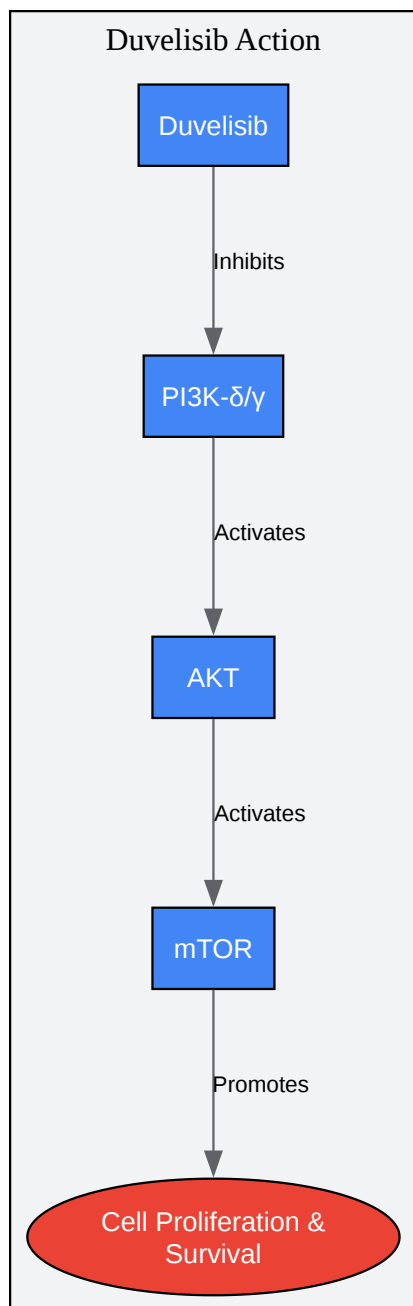 Duvelisib Action
Duvelisib
Inhibits
PI3K-δ/γ
Activates
AKT
Activates
mTOR
Promotes
Cell Proliferation &
Survival